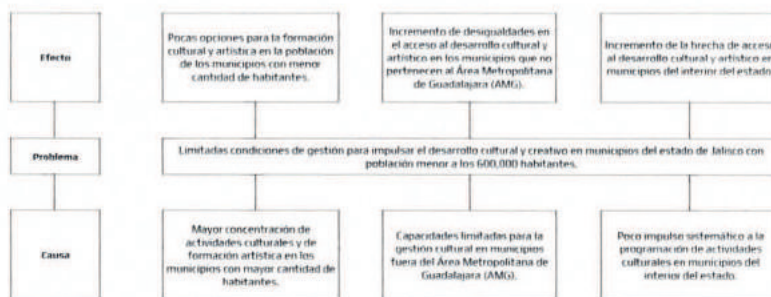 Efecto
Pocas opciones para la formación
cultural y artística en la población
de los municipios con menor
cantidad de habitantes.
Incremento de desigualdades en
el acceso al desarrollo cultural y
artístico en los municipios que no
pertenecen al Área Metropolitana
de Guadalajara (AMG).
Incremento de la brecha de acceso
al desarrollo cultural y artístico en
municipios del interior del estado.
Problema
Limitadas condiciones de gestión para impulsar el desarrollo cultural y creativo en municipios del estado de Jalisco con
población menor a los 600,000 habitantes.
Causa
Mayor concentración de
actividades culturales y de
formación artística en los
municipios con mayor cantidad de
habitantes.
Capacidades limitadas para la
gestión cultural en municipios
fuera del Área Metropolitana de
Guadalajara (AMG).
Poco impulso sistemático a la
programación de actividades
culturales en municipios del
interior del estado.